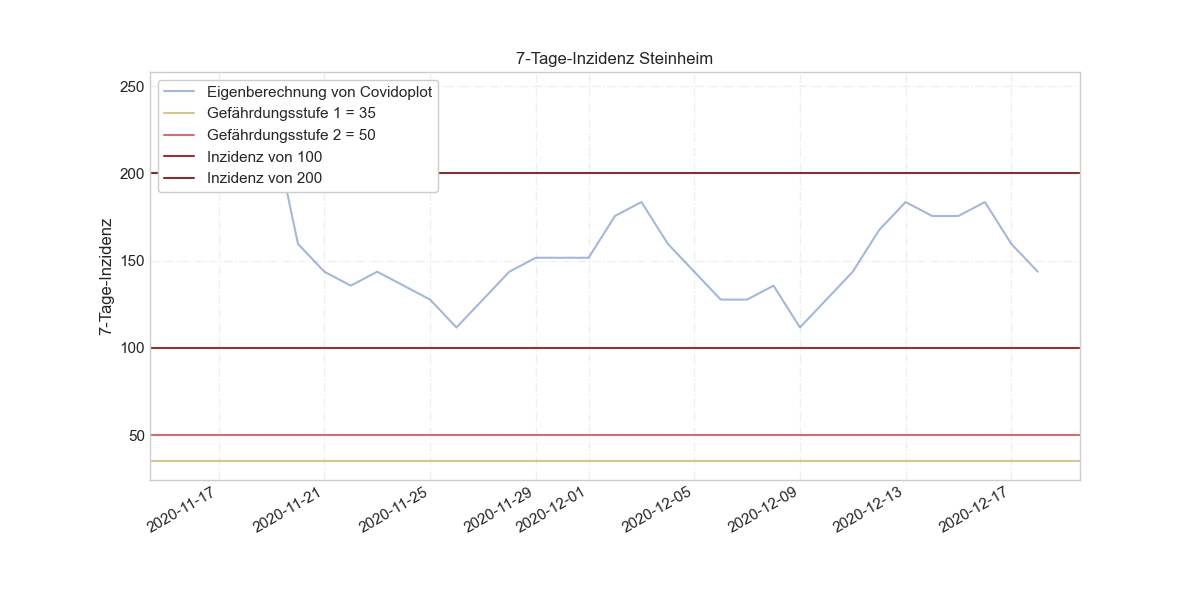 7-Tage-Inzidenz Steinheim
Eigenberechnung von Covidoplot
Gefährdungsstufe 1 = 35
Gefährdungsstufe 2 = 50
Inzidenz von 100
Inzidenz von 200
7-Tage-Inzidenz
250
200
150
100
50
2020-11-17
2020-11-21
2020-11-25
2020-11-29
2020-12-01
2020-12-05
2020-12-09
2020-12-13
2020-12-17